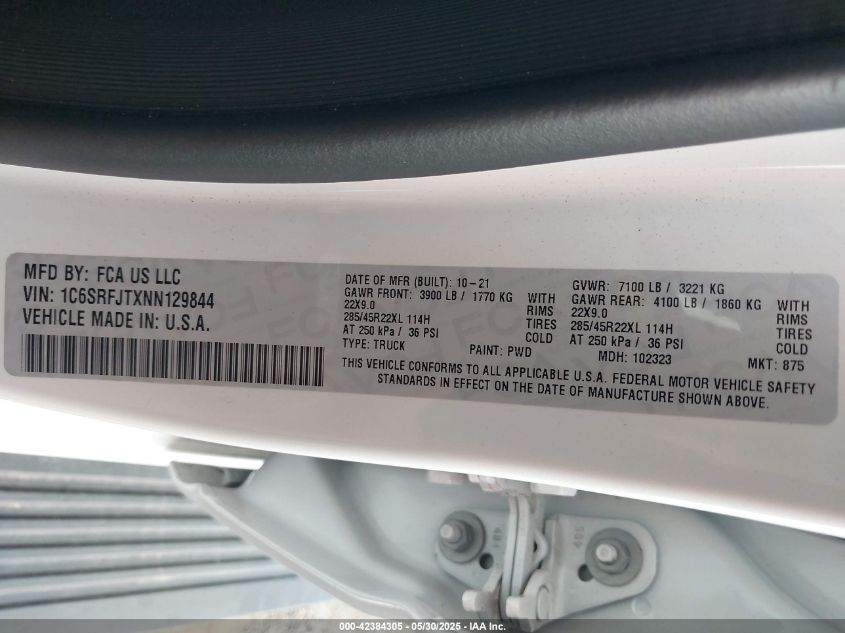 MFD BY: FCA US LLC
VIN: 1C6SRFJTXNN129844
VEHICLE MADE IN: U.S.A.
DATE OF MFR (BUILT): 10-21
GAWR FRONT: 3900 LB / 1770 KG WITH
22X9.0 RIMS
285/45R22XL 114H TIRES
AT 250 kPa / 36 PSI COLD
TYPE: TRUCK PAINT: PWD
GVWR: 7100 LB / 3221 KG
GAWR REAR: 4100 LB / 1860 KG WITH
22X9.0 RIMS
285/45R22XL 114H TIRES
AT 250 kPa / 36 PSI COLD
MDH: 102323 MKT: 875
THIS VEHICLE CONFORMS TO ALL APPLICABLE U.S.A. FEDERAL MOTOR VEHICLE SAFETY
STANDARDS IN EFFECT ON THE DATE OF MANUFACTURE SHOWN ABOVE.
000-42384305 - 05/30/2025 - IAA Inc.